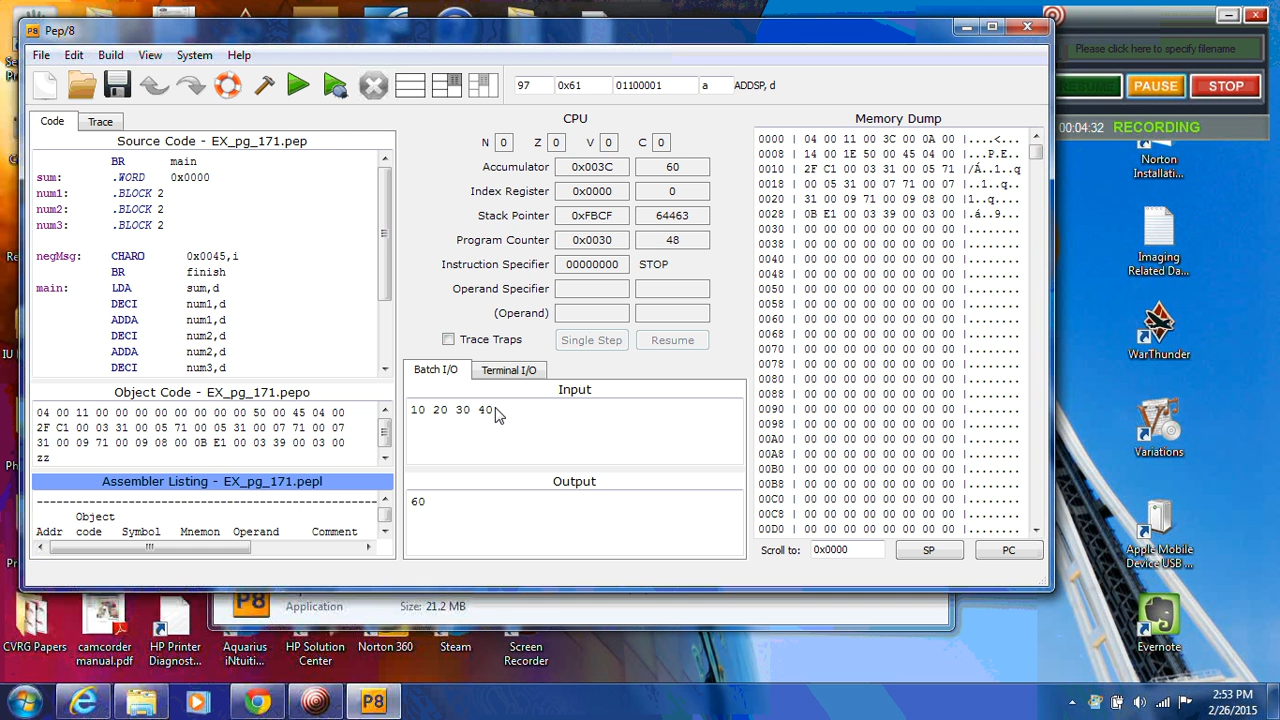 Pep/8
File Edit Build View System Help
97 0x61 01100001 a ADDSP, d
Code Trace
Source Code - EX_pg_171.pep
BR main
sum: .WORD 0x0000
num1: .BLOCK 2
num2: .BLOCK 2
num3: .BLOCK 2
negMsg: CHARO 0x0045,i
BR finish
main: LDA sum,d
DECI num1,d
ADDA num1,d
DECI num2,d
ADDA num2,d
DECI num3,d
Object Code - EX_pg_171.pepo
04 00 11 00 00 00 00 00 00 00 50 00 45 04 00
2F C1 00 03 31 00 05 71 00 05 31 00 07 71 00 07
31 00 09 71 00 09 08 00 0B E1 00 03 39 00 03 00
zz
Assembler Listing - EX_pg_171.pepl
Object
Addr code Symbol Mnemon Operand Comment
CPU
N 0 Z 0 V 0 C 0
Accumulator 0x003C 60
Index Register 0x0000 0
Stack Pointer 0xFBCF 64463
Program Counter 0x0030 48
Instruction Specifier 00000000 STOP
Operand Specifier
(Operand)
Trace Traps Single Step Resume
Batch I/O Terminal I/O
Input
10 20 30 40
Output
60
Memory Dump
0000 | 04 00 11 00 3C 00 0A 00 |....<...
0008 | 14 00 1E 50 00 45 04 00 |...P.E..
0010 | 2F C1 00 03 31 00 05 71 |/Á..1..q
0018 | 00 05 31 00 07 71 00 07 |..1..q..
0020 | 31 00 09 71 00 09 08 00 |1..q....
0028 | 0B E1 00 03 39 00 03 00 |.á..9...
0030 | 00 00 00 00 00 00 00 00 |........
0038 | 00 00 00 00 00 00 00 00 |........
0040 | 00 00 00 00 00 00 00 00 |........
0048 | 00 00 00 00 00 00 00 00 |........
0050 | 00 00 00 00 00 00 00 00 |........
0058 | 00 00 00 00 00 00 00 00 |........
0060 | 00 00 00 00 00 00 00 00 |........
0068 | 00 00 00 00 00 00 00 00 |........
0070 | 00 00 00 00 00 00 00 00 |........
0078 | 00 00 00 00 00 00 00 00 |........
0080 | 00 00 00 00 00 00 00 00 |........
0088 | 00 00 00 00 00 00 00 00 |........
0090 | 00 00 00 00 00 00 00 00 |........
0098 | 00 00 00 00 00 00 00 00 |........
00A0 | 00 00 00 00 00 00 00 00 |........
00A8 | 00 00 00 00 00 00 00 00 |........
00B0 | 00 00 00 00 00 00 00 00 |........
00B8 | 00 00 00 00 00 00 00 00 |........
00C0 | 00 00 00 00 00 00 00 00 |........
00C8 | 00 00 00 00 00 00 00 00 |........
00D0 | 00 00 00 00 00 00 00 00 |........
Scroll to: 0x0000 SP PC
Please click here to specify filename
RESUME PAUSE STOP
00:04:32 RECORDING
Norton
Installati...
Imaging
Related Da...
WarThunder
Variations
Apple Mobile
Device USB ...
Evernote
P8 Application Size: 21.2 MB
CVRG Papers
camcorder
manual.pdf
HP Printer
Diagnost...
Aquarius
iNtuiti...
HP Solution
Center
Norton 360
Steam
Screen
Recorder
P8
2:53 PM
2/26/2015